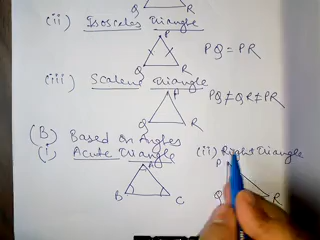 Q R
(ii) Isosceles Triangle
P
PQ = PR
Q R
(iii) Scalene Triangle
P
PQ ≠ QR ≠ PR
Q R
(B) Based on Angles
(i) Acute Triangle (ii) Right Triangle
A P
B C Q R